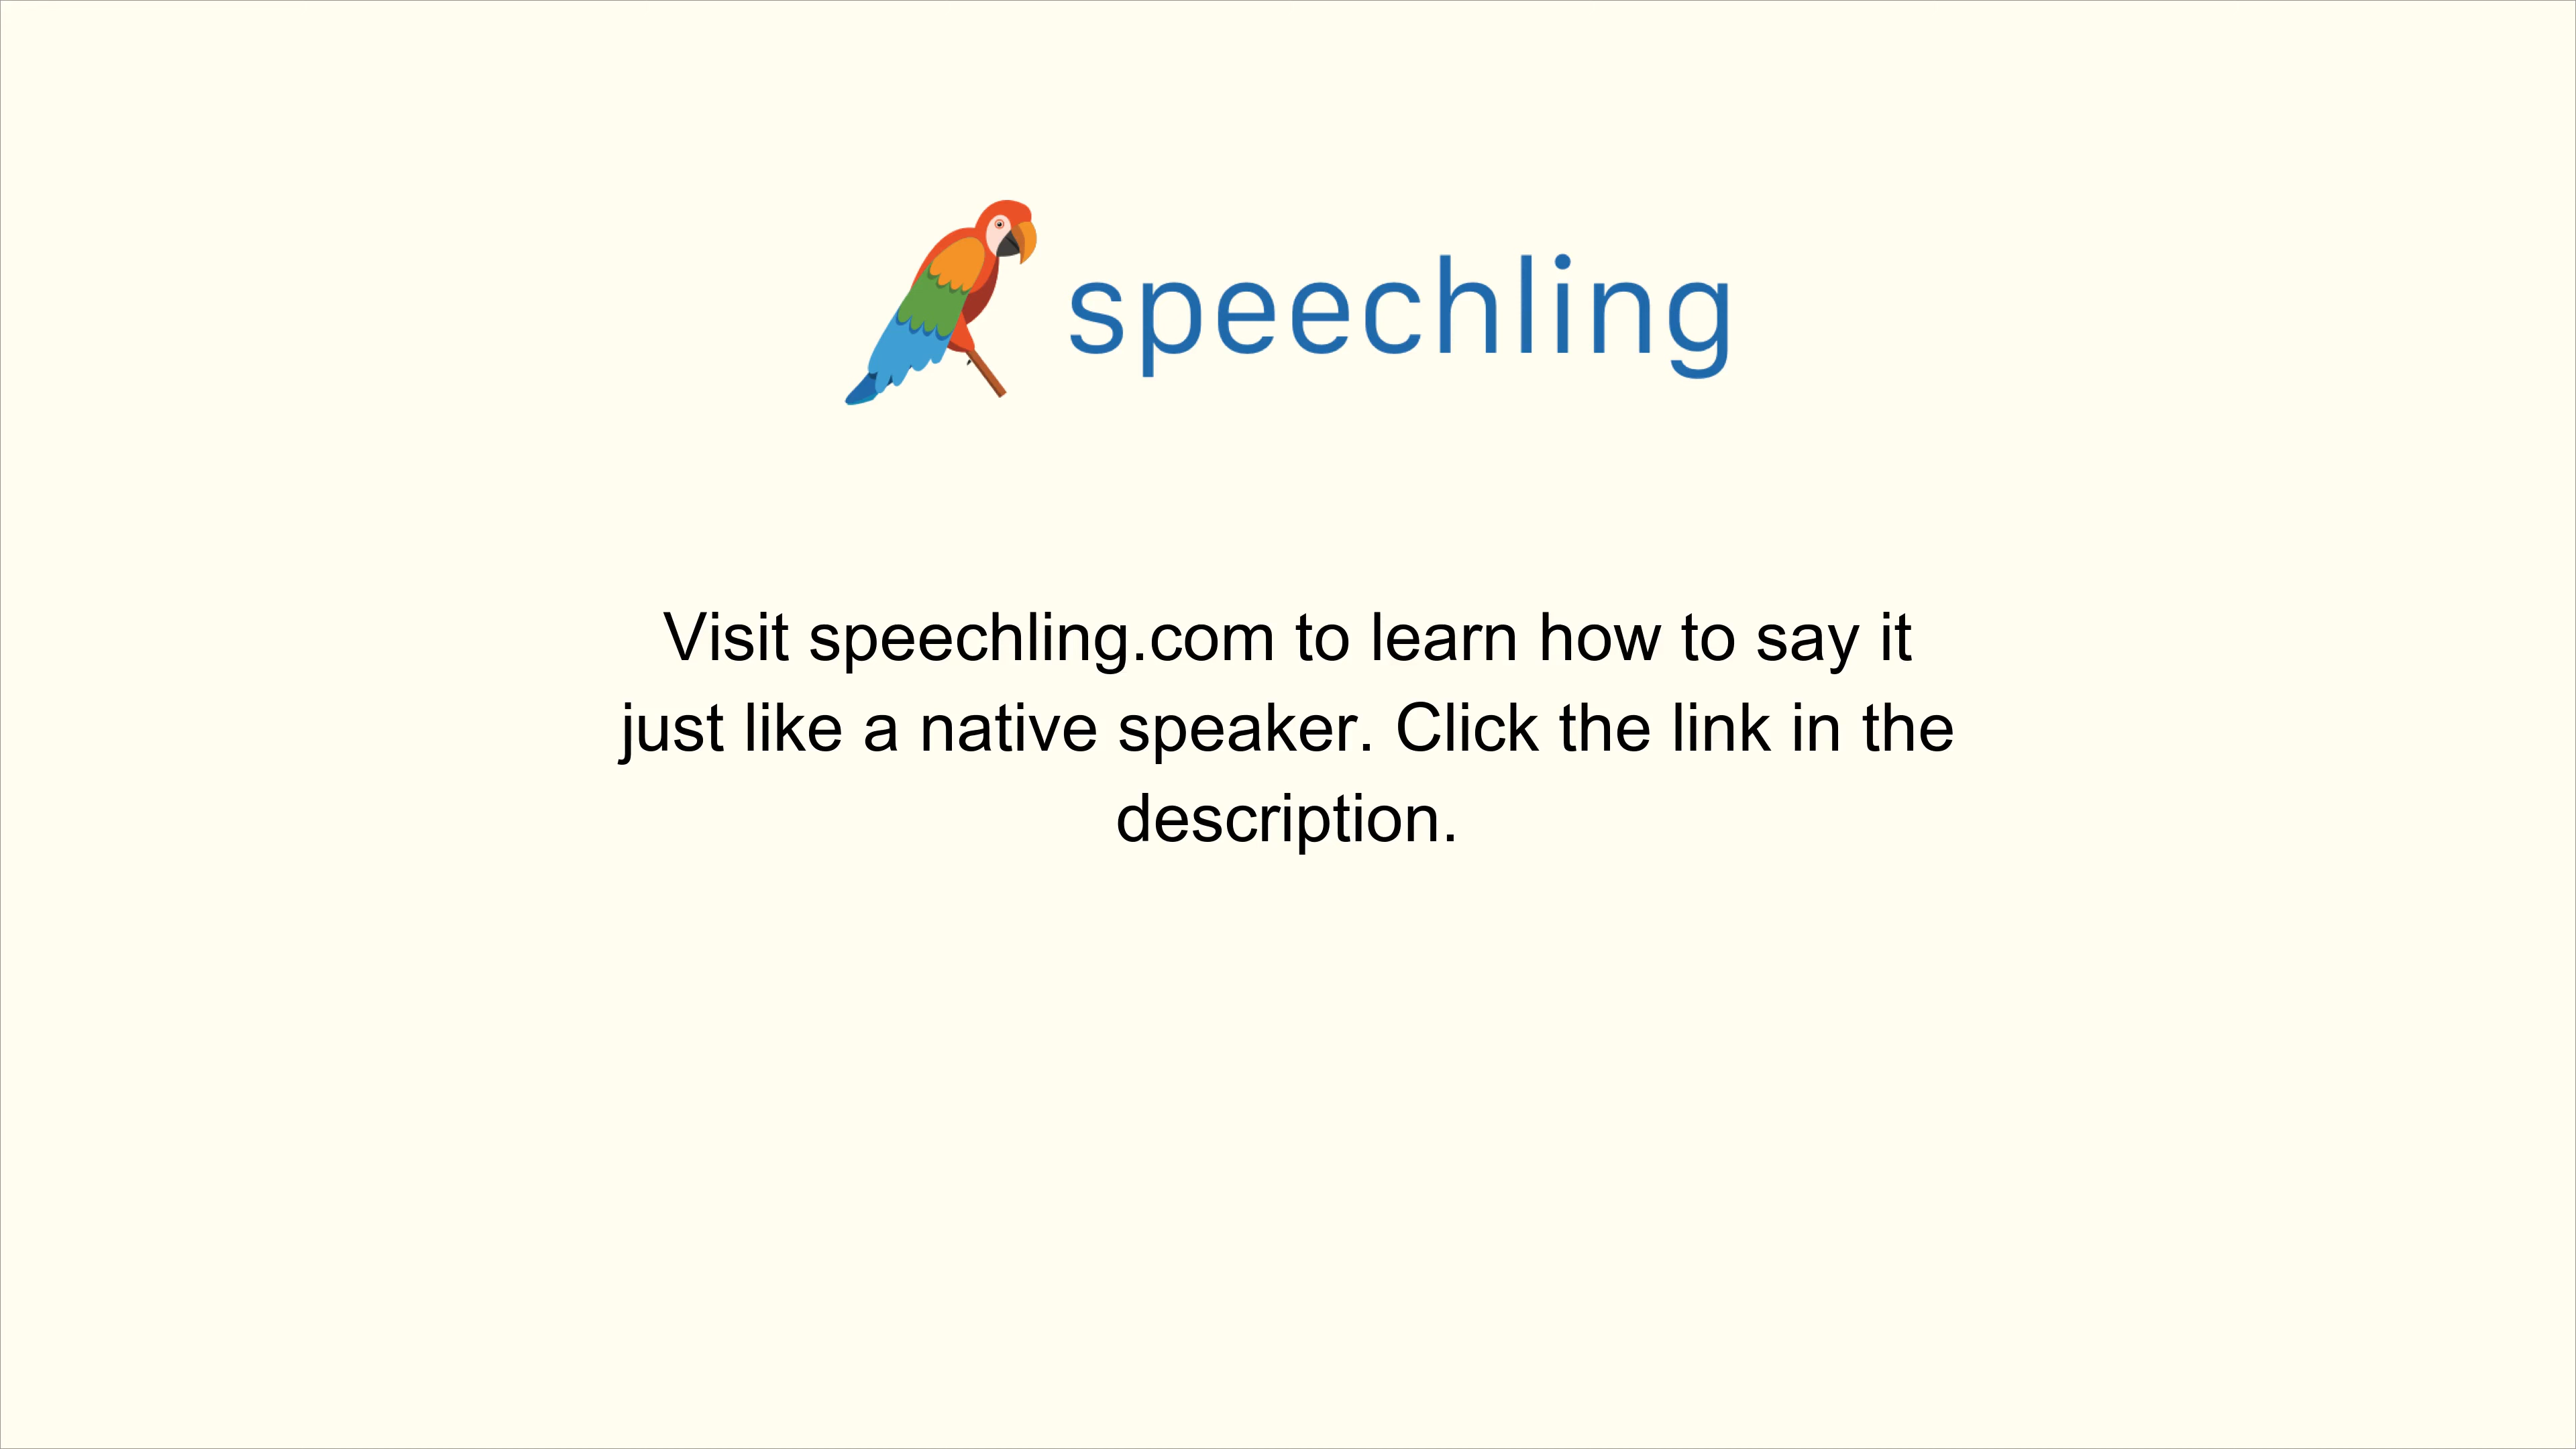 speechling
Visit speechling.com to learn how to say it
just like a native speaker. Click the link in the
description.